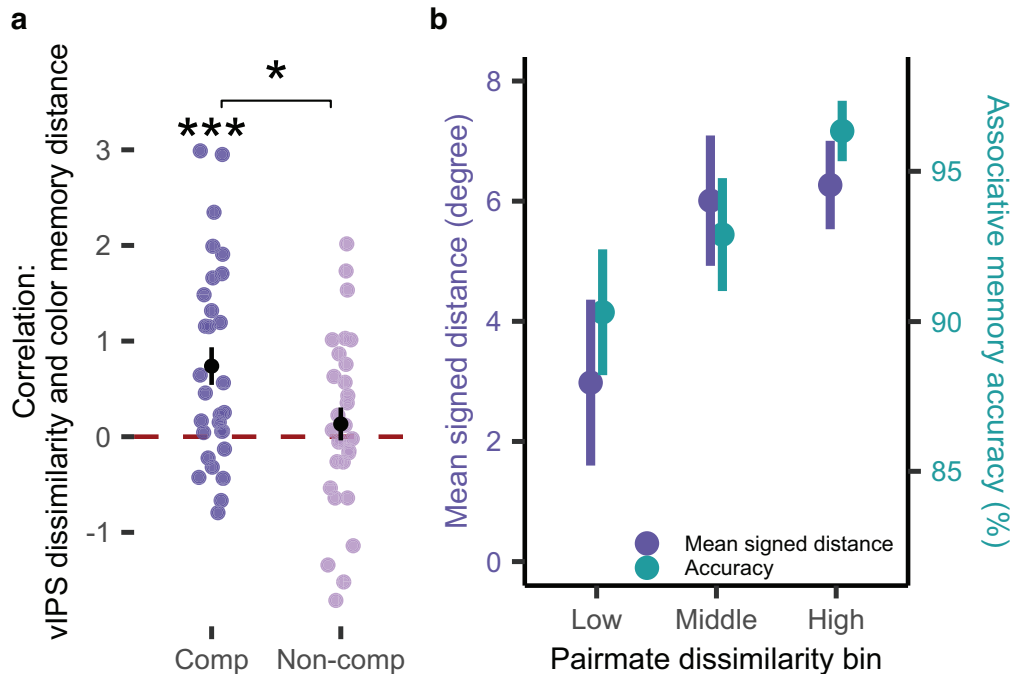 a
Correlation:
vIPS dissimilarity and color memory distance
*
***
3
2
1
0
-1
Comp
Non-comp
b
Mean signed distance (degree)
8
6
4
2
0
Associative memory accuracy (%)
95
90
85
Mean signed distance
Accuracy
Low
Middle
High
Pairmate dissimilarity bin